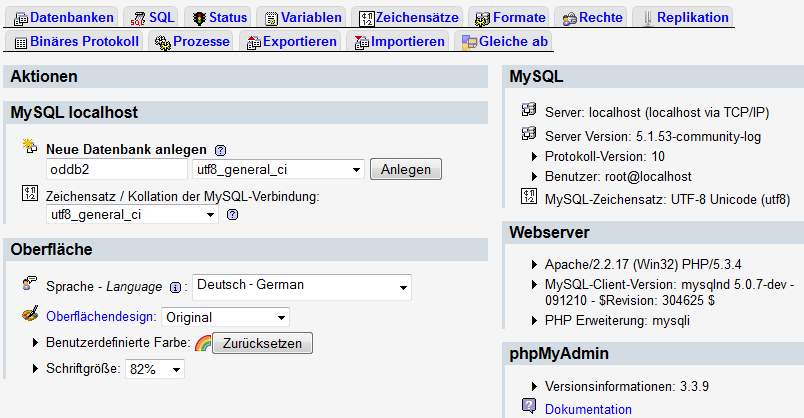 Datenbanken SQL Status Variablen Zeichensätze Formate Rechte Replikation
Binäres Protokoll Prozesse Exportieren Importieren Gleiche ab
Aktionen
MySQL localhost
Neue Datenbank anlegen
oddb2 utf8_general_ci Anlegen
Zeichensatz / Kollation der MySQL-Verbindung:
utf8_general_ci
Oberfläche
Sprache - Language : Deutsch - German
Oberflächendesign: Original
Benutzerdefinierte Farbe: Zurücksetzen
Schriftgröße: 82%
MySQL
Server: localhost (localhost via TCP/IP)
Server Version: 5.1.53-community-log
Protokoll-Version: 10
Benutzer: root@localhost
MySQL-Zeichensatz: UTF-8 Unicode (utf8)
Webserver
Apache/2.2.17 (Win32) PHP/5.3.4
MySQL-Client-Version: mysqlnd 5.0.7-dev -
091210 - $Revision: 304625 $
PHP Erweiterung: mysqli
phpMyAdmin
Versionsinformationen: 3.3.9
Dokumentation